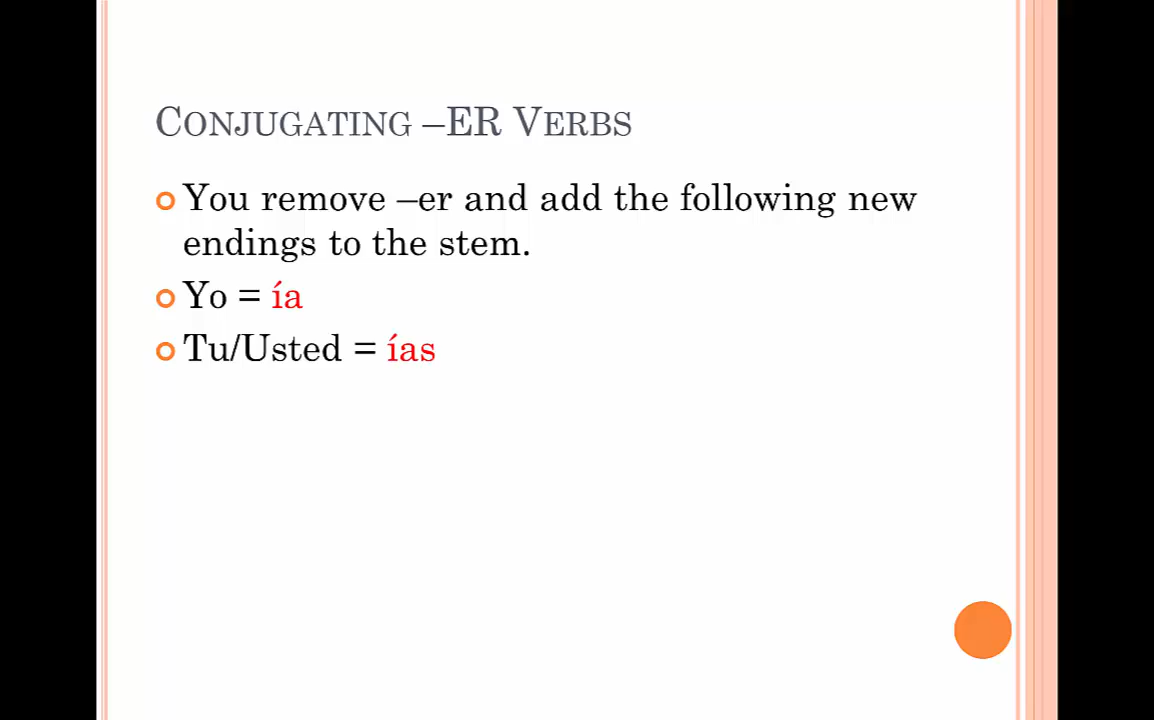 CONJUGATING –ER VERBS
You remove –er and add the following new
endings to the stem.
Yo = ía
Tu/Usted = ías